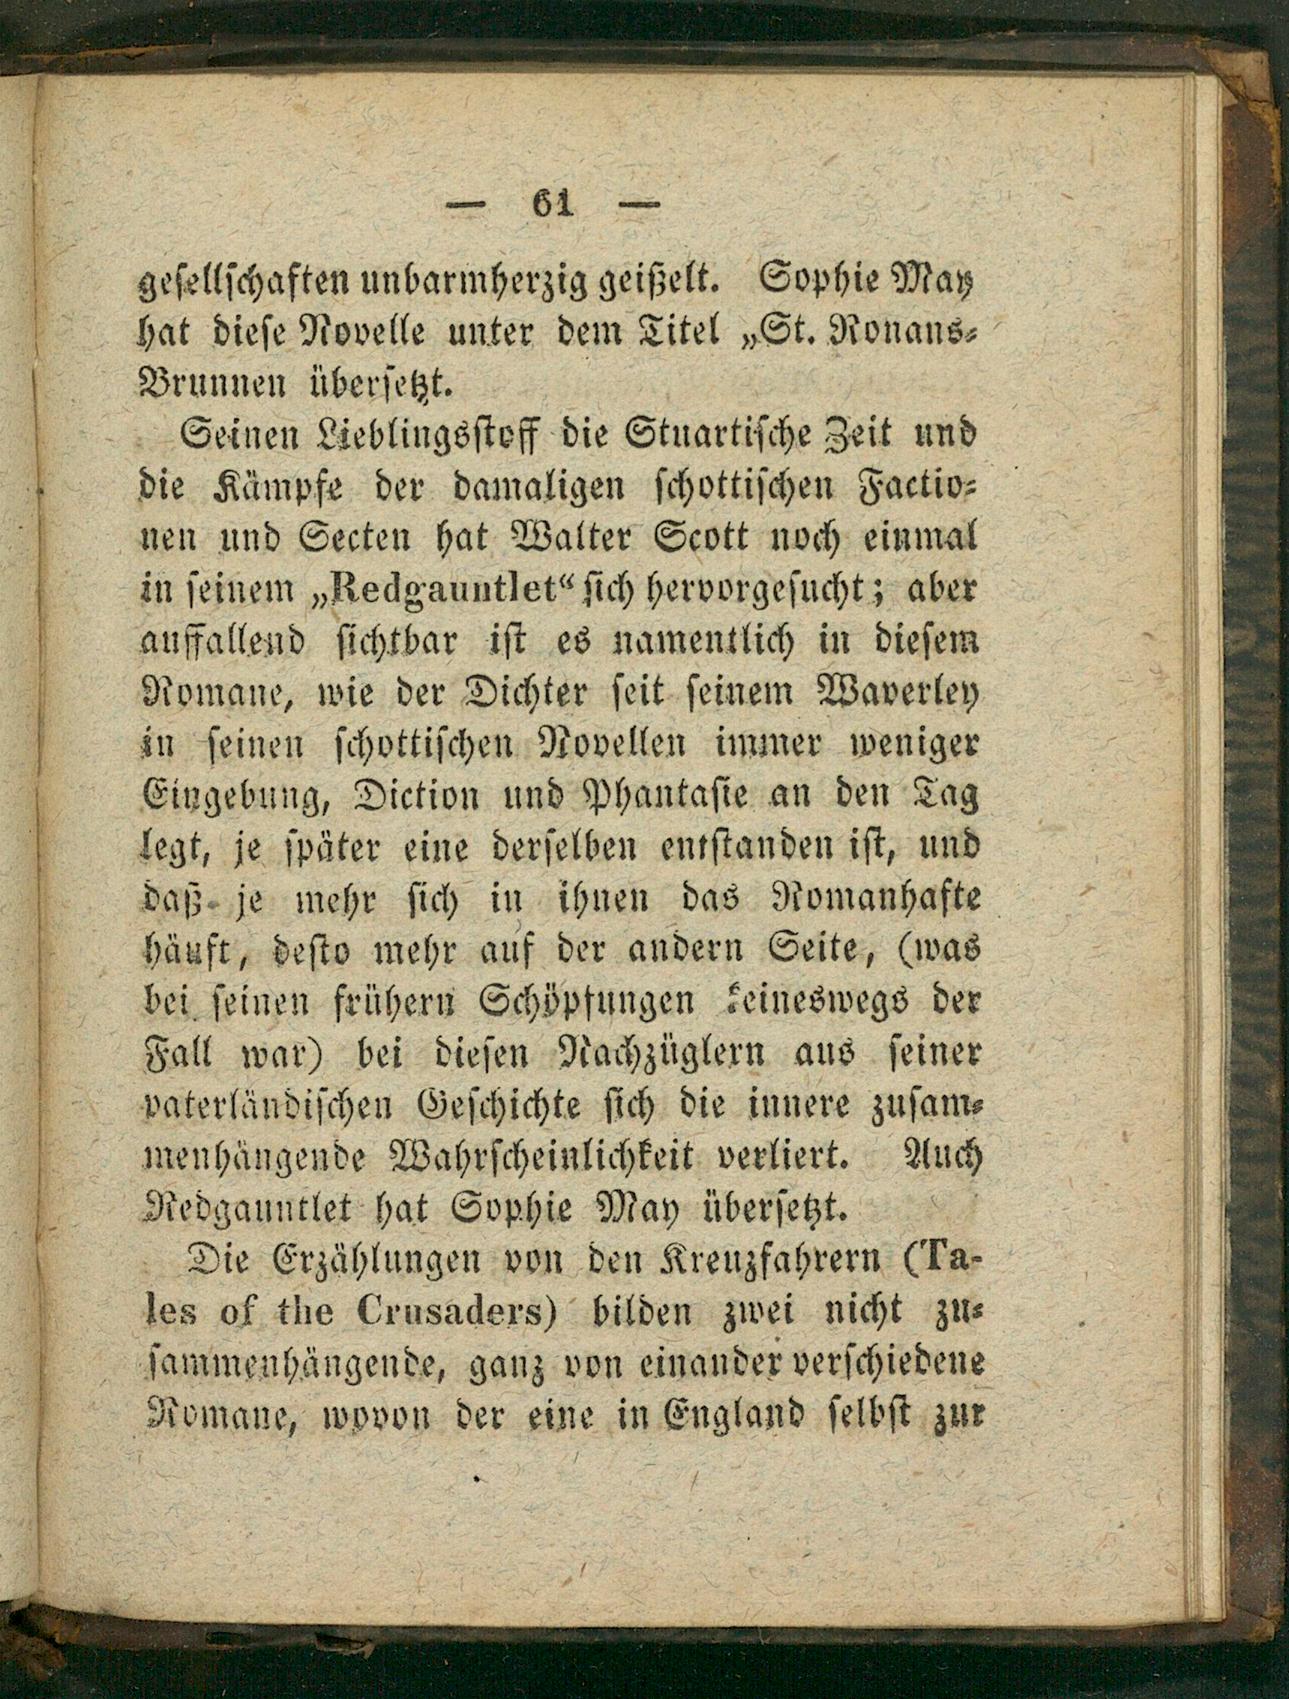 — 61 —
gesellschaften unbarmherzig geißelt. Sophie May
hat diese Novelle unter dem Titel „St. Ronans-
Brunnen übersetzt.
Seinen Lieblingsstoff die Stuartische Zeit und
die Kämpfe der damaligen schottischen Factio-
nen und Secten hat Walter Scott noch einmal
in seinem „Redgauntlet“ sich hervorgesucht; aber
auffallend sichtbar ist es namentlich in diesem
Romane, wie der Dichter seit seinem Waverley
in seinen schottischen Novellen immer weniger
Eingebung, Diction und Phantasie an den Tag
legt, je später eine derselben entstanden ist, und
daß je mehr sich in ihnen das Romanhafte
häuft, desto mehr auf der andern Seite, (was
bei seinen frühern Schöpfungen keineswegs der
Fall war) bei diesen Nachzüglern aus seiner
vaterländischen Geschichte sich die innere zusam-
menhängende Wahrscheinlichkeit verliert. Auch
Redgauntlet hat Sophie May übersetzt.
Die Erzählungen von den Kreuzfahrern (Ta-
les of the Crusaders) bilden zwei nicht zu-
sammenhängende, ganz von einander verschiedene
Romane, wovon der eine in England selbst zur